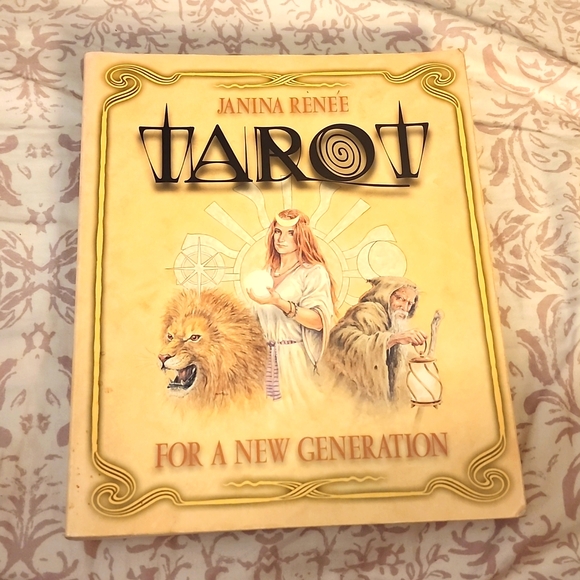 JANINA RENÉE
TAROT
FOR A NEW GENERATION